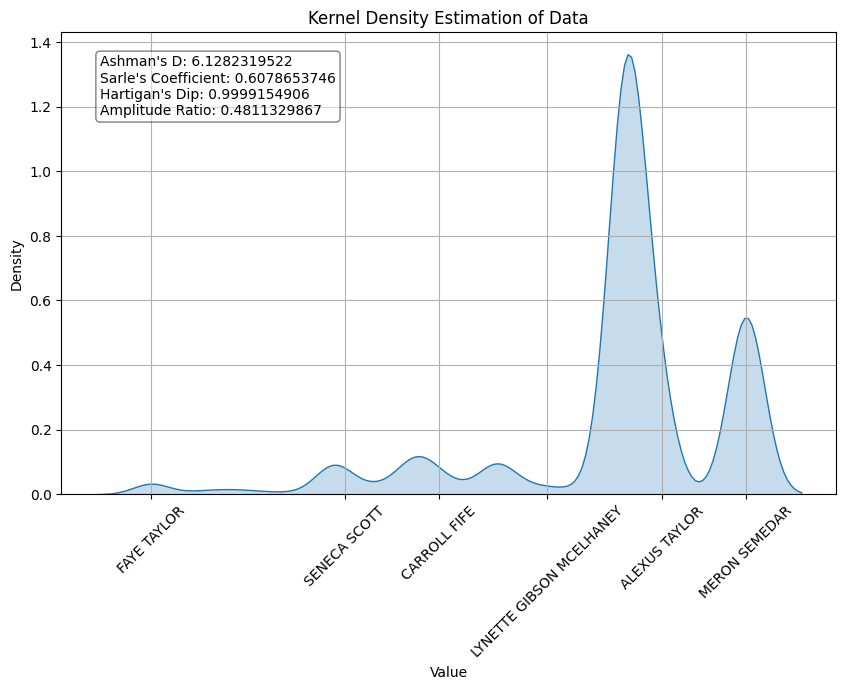 Kernel Density Estimation of Data
Ashman's D: 6.1282319522
Sarle's Coefficient: 0.6078653746
Hartigan's Dip: 0.9999154906
Amplitude Ratio: 0.4811329867
1.4
1.2
1.0
0.8
0.6
0.4
0.2
0.0
Density
FAYE TAYLOR
SENECA SCOTT
CARROLL FIFE
LYNETTE GIBSON MCELHANEY
ALEXUS TAYLOR
MERON SEMEDAR
Value